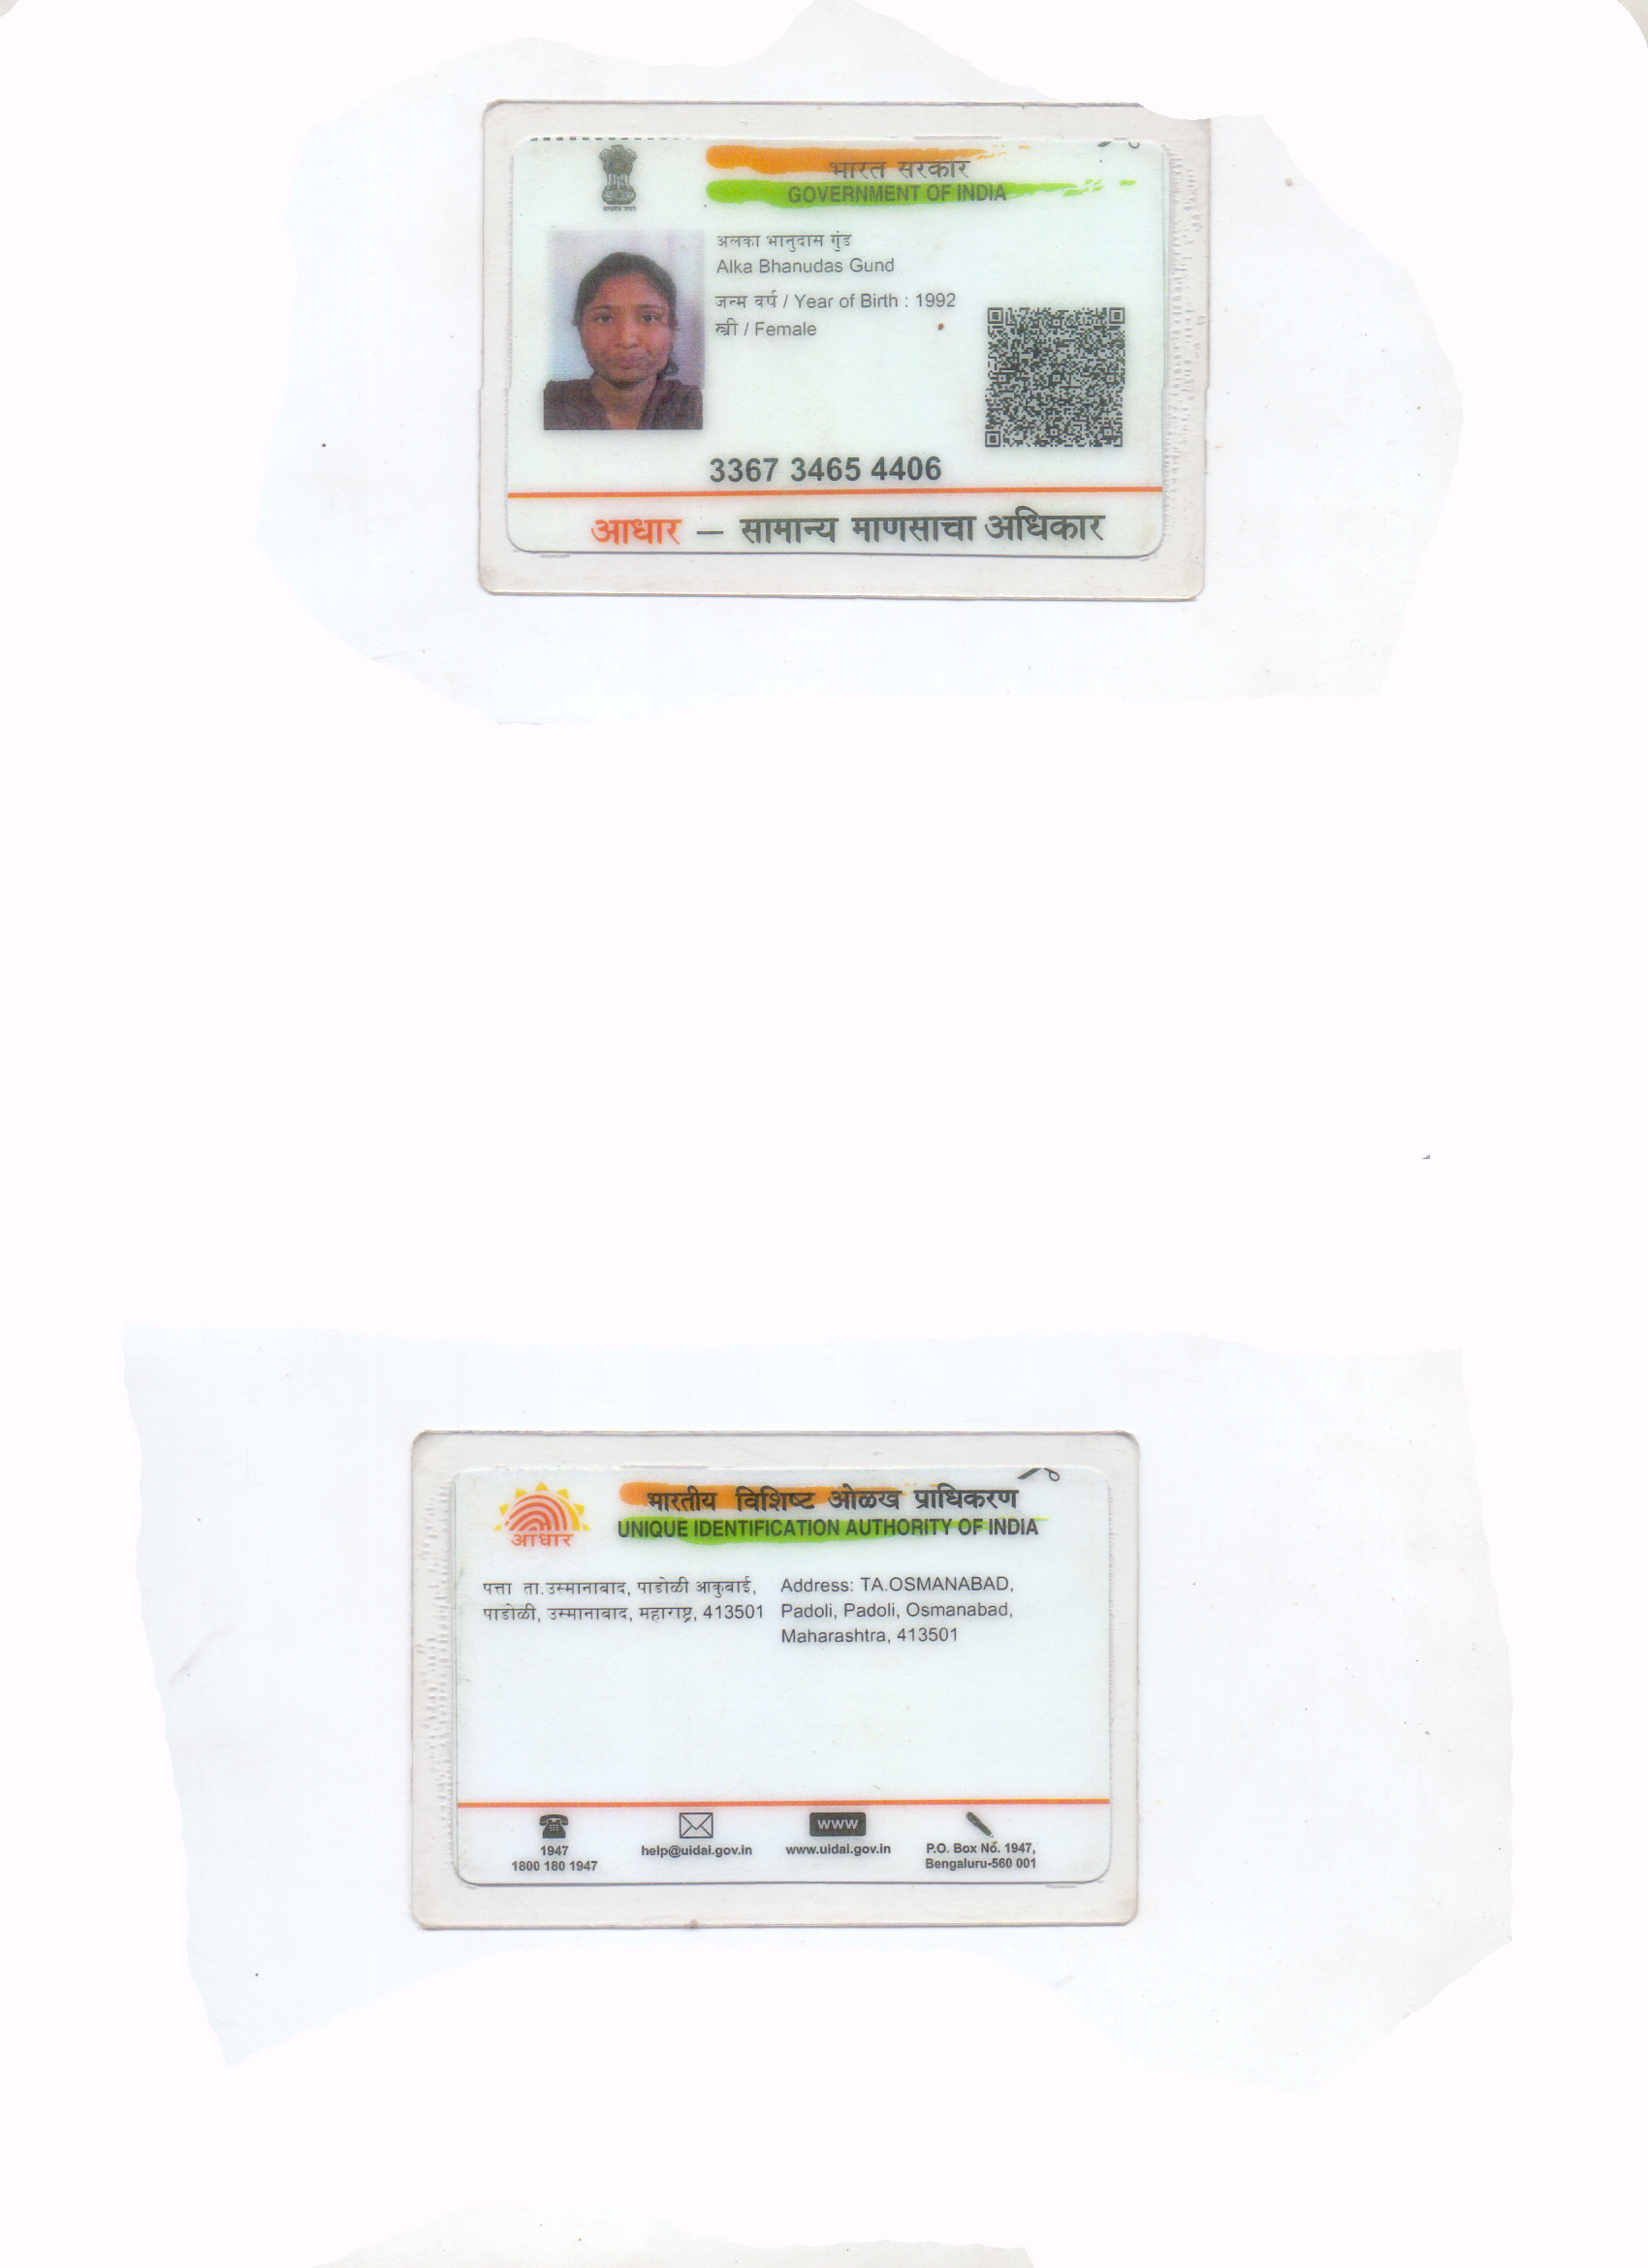 भारत सरकार
GOVERNMENT OF INDIA
अलका भानुदास गुंड
Alka Bhanudas Gund
जन्म वर्ष / Year of Birth : 1992
स्त्री / Female
3367 3465 4406
आधार – सामान्य माणसाचा अधिकार
भारतीय विशिष्ट ओळख प्राधिकरण
UNIQUE IDENTIFICATION AUTHORITY OF INDIA
आधार
पत्ता ता.उस्मानाबाद, पाडोळी आकुबाई,
पाडोळी, उस्मानाबाद, महाराष्ट्र, 413501
Address: TA.OSMANABAD,
Padoli, Padoli, Osmanabad,
Maharashtra, 413501
1947
1800 180 1947
help@uidai.gov.in
www
www.uidai.gov.in
P.O. Box No. 1947,
Bengaluru-560 001